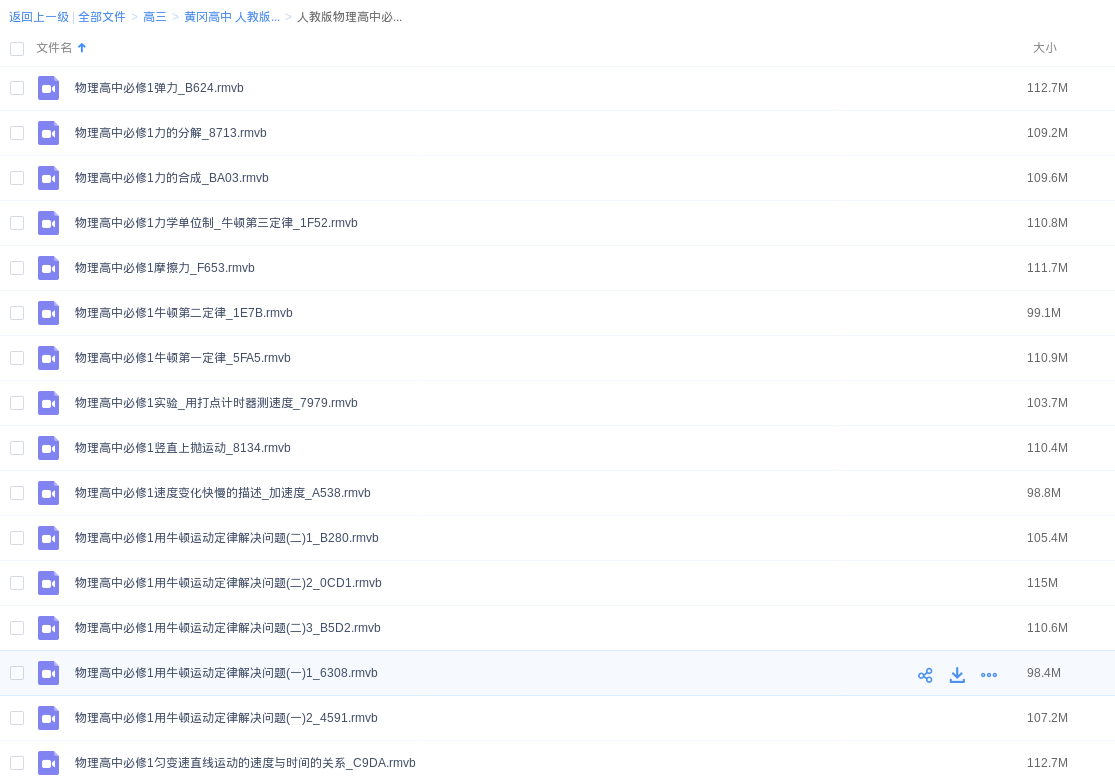 返回上一级 | 全部文件 > 高三 > 黄冈高中 人教版... > 人教版物理高中必...
文件名 大小
物理高中必修1弹力_B624.rmvb 112.7M
物理高中必修1力的分解_8713.rmvb 109.2M
物理高中必修1力的合成_BA03.rmvb 109.6M
物理高中必修1力学单位制_牛顿第三定律_1F52.rmvb 110.8M
物理高中必修1摩擦力_F653.rmvb 111.7M
物理高中必修1牛顿第二定律_1E7B.rmvb 99.1M
物理高中必修1牛顿第一定律_5FA5.rmvb 110.9M
物理高中必修1实验_用打点计时器测速度_7979.rmvb 103.7M
物理高中必修1竖直上抛运动_8134.rmvb 110.4M
物理高中必修1速度变化快慢的描述_加速度_A538.rmvb 98.8M
物理高中必修1用牛顿运动定律解决问题(二)1_B280.rmvb 105.4M
物理高中必修1用牛顿运动定律解决问题(二)2_0CD1.rmvb 115M
物理高中必修1用牛顿运动定律解决问题(二)3_B5D2.rmvb 110.6M
物理高中必修1用牛顿运动定律解决问题(一)1_6308.rmvb 98.4M
物理高中必修1用牛顿运动定律解决问题(一)2_4591.rmvb 107.2M
物理高中必修1匀变速直线运动的速度与时间的关系_C9DA.rmvb 112.7M